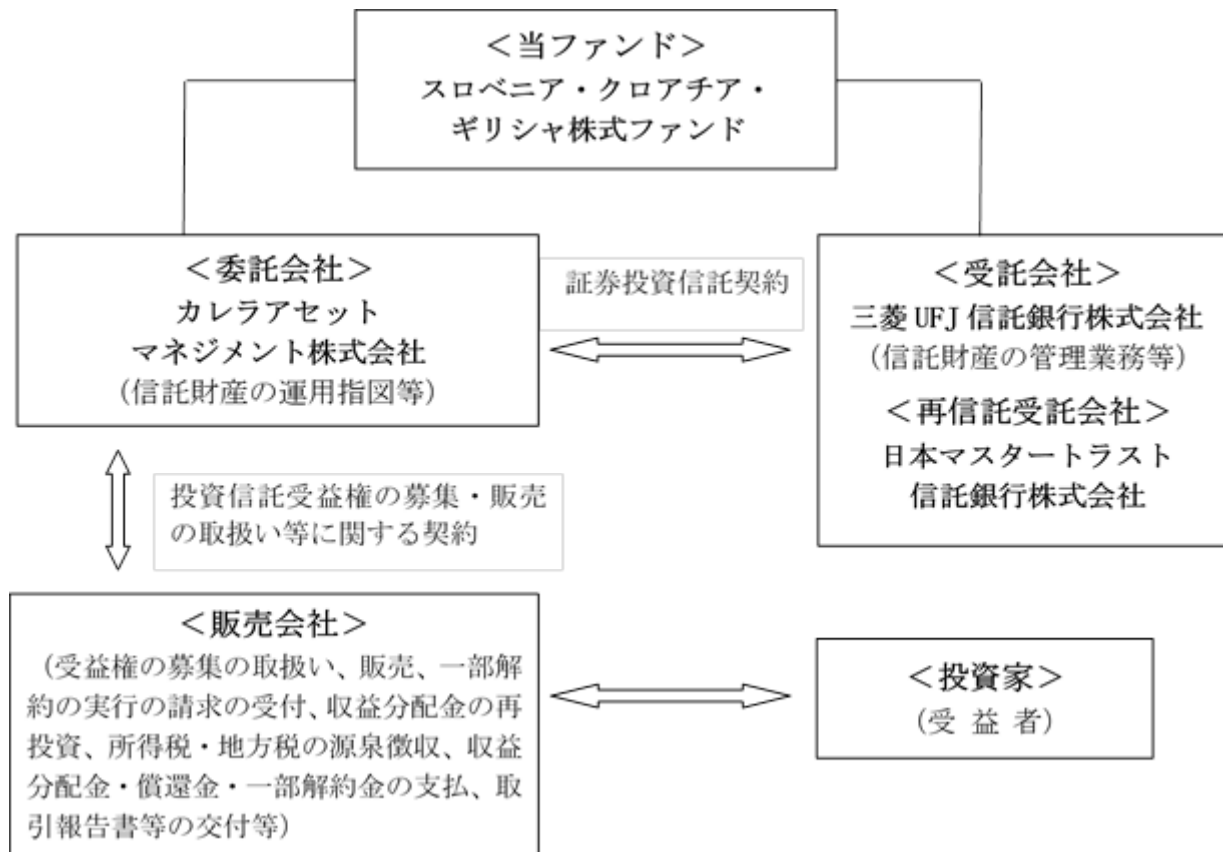 ＜当ファンド＞
スロベニア・クロアチア・
ギリシャ株式ファンド
＜委託会社＞
カレラアセット
マネジメント株式会社
（信託財産の運用指図等）
証券投資信託契約
＜受託会社＞
三菱 UFJ 信託銀行株式会社
（信託財産の管理業務等）
＜再信託受託会社＞
日本マスタートラスト
信託銀行株式会社
投資信託受益権の募集・販売
の取扱い等に関する契約
＜販売会社＞
（受益権の募集の取扱い、販売、一部解
約の実行の請求の受付、収益分配金の再
投資、所得税・地方税の源泉徴収、収益
分配金・償還金・一部解約金の支払、取
引報告書等の交付等）
＜投資家＞
（受 益 者）